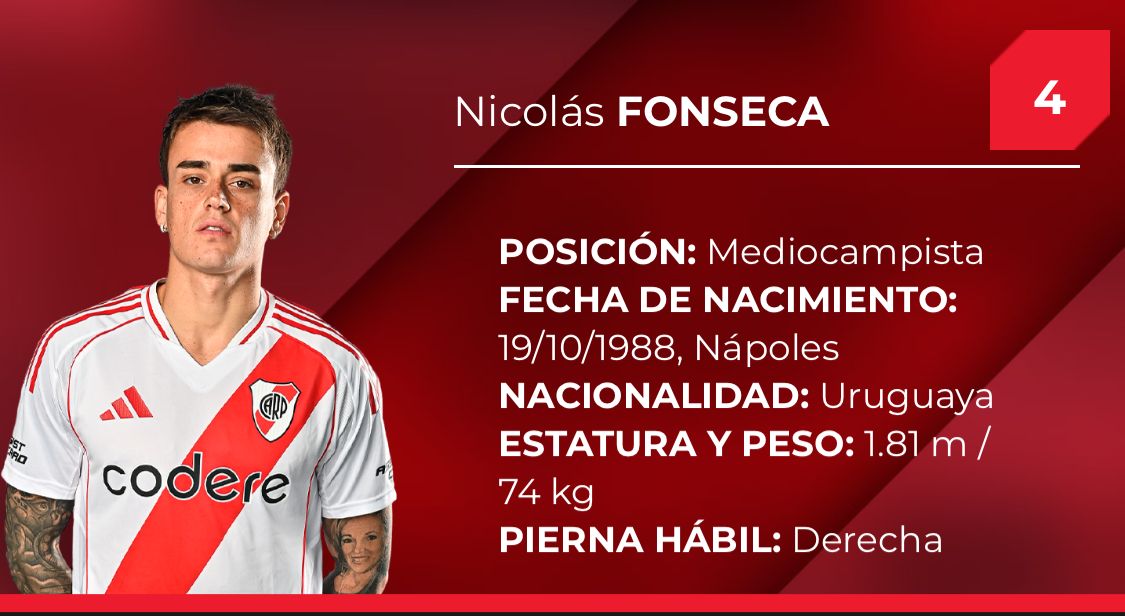 Nicolás FONSECA
4
POSICIÓN: Mediocampista
FECHA DE NACIMIENTO:
19/10/1988, Nápoles
NACIONALIDAD: Uruguaya
ESTATURA Y PESO: 1.81 m /
74 kg
PIERNA HÁBIL: Derecha
CARP
codere